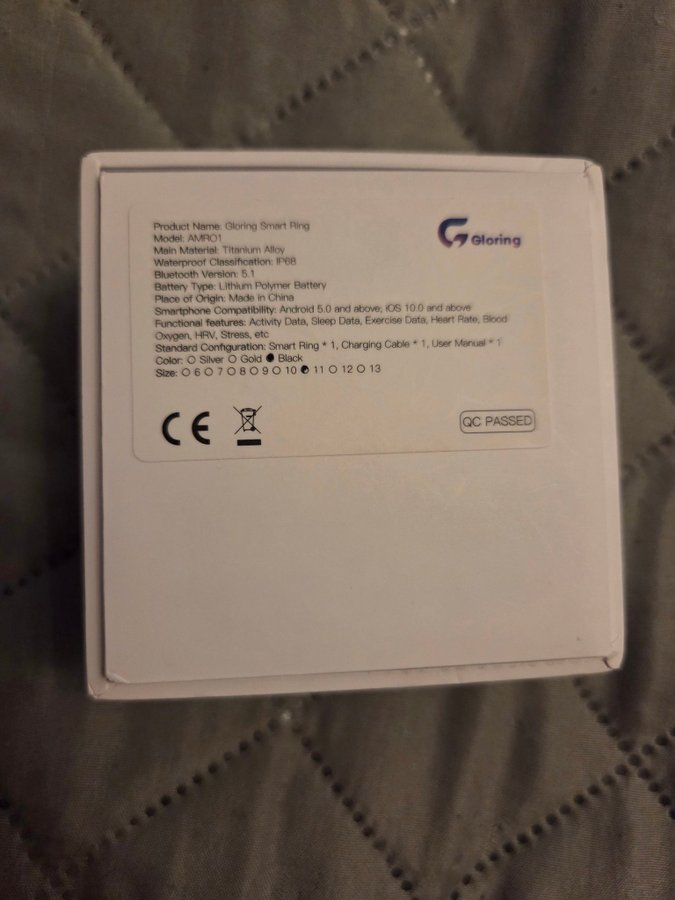 Gloring
Product Name: Gloring Smart Ring
Model: AMRO1
Main Material: Titanium Alloy
Waterproof Classification: IP68
Bluetooth Version: 5.1
Battery Type: Lithium Polymer Battery
Place of Origin: Made in China
Smartphone Compatibility: Android 5.0 and above, iOS 10.0 and above
Functional features: Activity Data, Sleep Data, Exercise Data, Heart Rate, Blood
Oxygen, HRV, Stress, etc
Standard Configuration: Smart Ring * 1, Charging Cable * 1, User Manual * 1
Color: ○ Silver ○ Gold ● Black
Size: ○ 6 ○ 7 ○ 8 ○ 9 ○ 10 ● 11 ○ 12 ○ 13
CE
QC PASSED